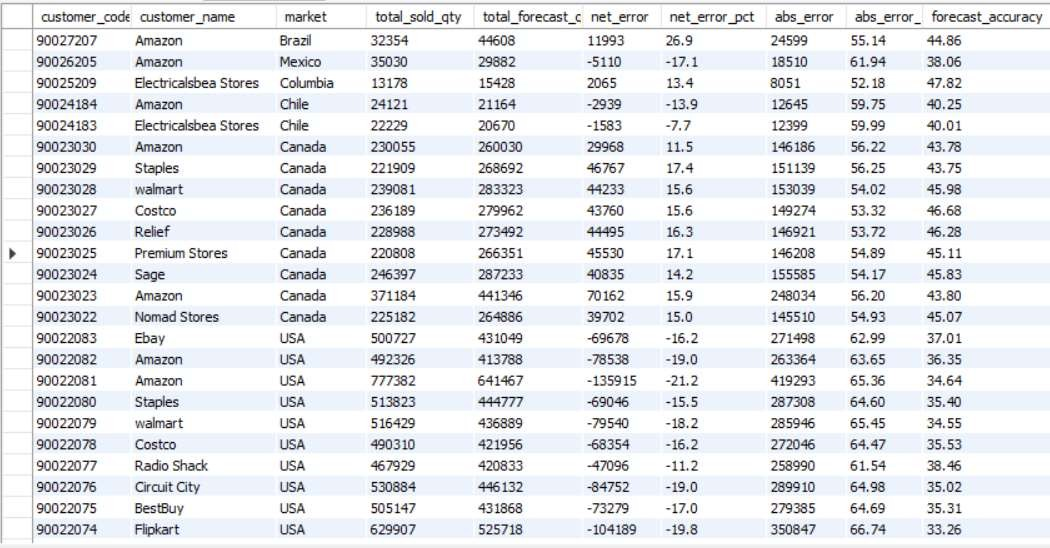 customer_code customer_name market total_sold_qty total_forecast_q net_error net_error_pct abs_error abs_error_ forecast_accuracy
90027207 Amazon Brazil 32354 44608 11993 26.9 24599 55.14 44.86
90026205 Amazon Mexico 35030 29882 -5110 -17.1 18510 61.94 38.06
90025209 Electricalsbea Stores Columbia 13178 15428 2065 13.4 8051 52.18 47.82
90024184 Amazon Chile 24121 21164 -2939 -13.9 12645 59.75 40.25
90024183 Electricalsbea Stores Chile 22229 20670 -1583 -7.7 12399 59.99 40.01
90023030 Amazon Canada 230055 260030 29968 11.5 146186 56.22 43.78
90023029 Staples Canada 221909 268692 46767 17.4 151139 56.25 43.75
90023028 walmart Canada 239081 283323 44233 15.6 153039 54.02 45.98
90023027 Costco Canada 236189 279962 43760 15.6 149274 53.32 46.68
90023026 Relief Canada 228988 273492 44495 16.3 146921 53.72 46.28
90023025 Premium Stores Canada 220808 266351 45530 17.1 146208 54.89 45.11
90023024 Sage Canada 246397 287233 40835 14.2 155585 54.17 45.83
90023023 Amazon Canada 371184 441346 70162 15.9 248034 56.20 43.80
90023022 Nomad Stores Canada 225182 264886 39702 15.0 145510 54.93 45.07
90022083 Ebay USA 500727 431049 -69678 -16.2 271498 62.99 37.01
90022082 Amazon USA 492326 413788 -78538 -19.0 263364 63.65 36.35
90022081 Amazon USA 777382 641467 -135915 -21.2 419293 65.36 34.64
90022080 Staples USA 513823 444777 -69046 -15.5 287308 64.60 35.40
90022079 walmart USA 516429 436889 -79540 -18.2 285946 65.45 34.55
90022078 Costco USA 490310 421956 -68354 -16.2 272046 64.47 35.53
90022077 Radio Shack USA 467929 420833 -47096 -11.2 258990 61.54 38.46
90022076 Circuit City USA 530884 446132 -84752 -19.0 289910 64.98 35.02
90022075 BestBuy USA 505147 431868 -73279 -17.0 279385 64.69 35.31
90022074 Flipkart USA 629907 525718 -104189 -19.8 350847 66.74 33.26